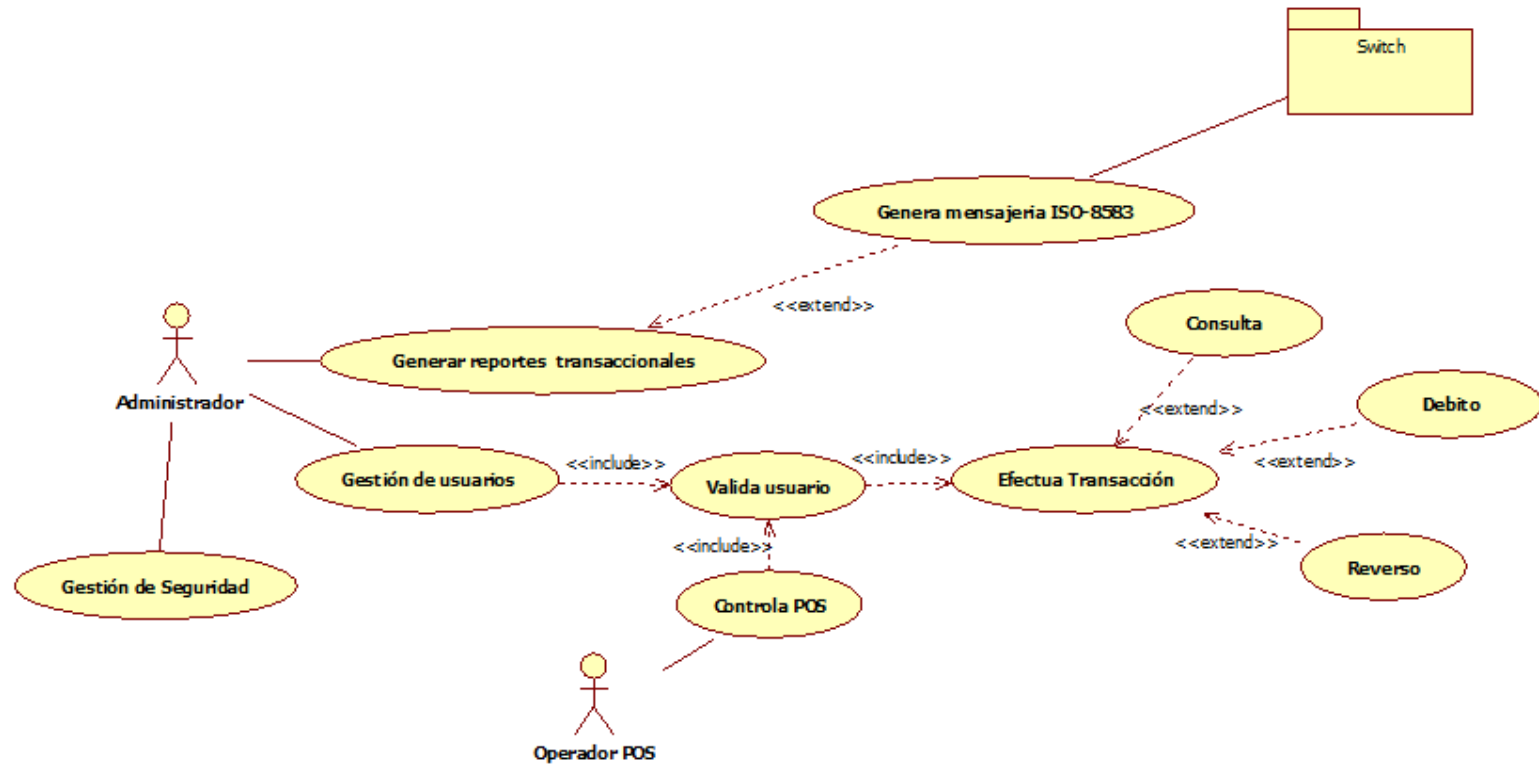 Switch
Genera mensajeria ISO-8583
<<extend>>
Consulta
Generar reportes transaccionales
Administrador
<<extend>>
Debito
<<include>>
<<include>>
<<extend>>
Gestión de usuarios
Valida usuario
Efectua Transacción
<<include>>
<<extend>>
Reverso
Gestión de Seguridad
Controla POS
Operador POS